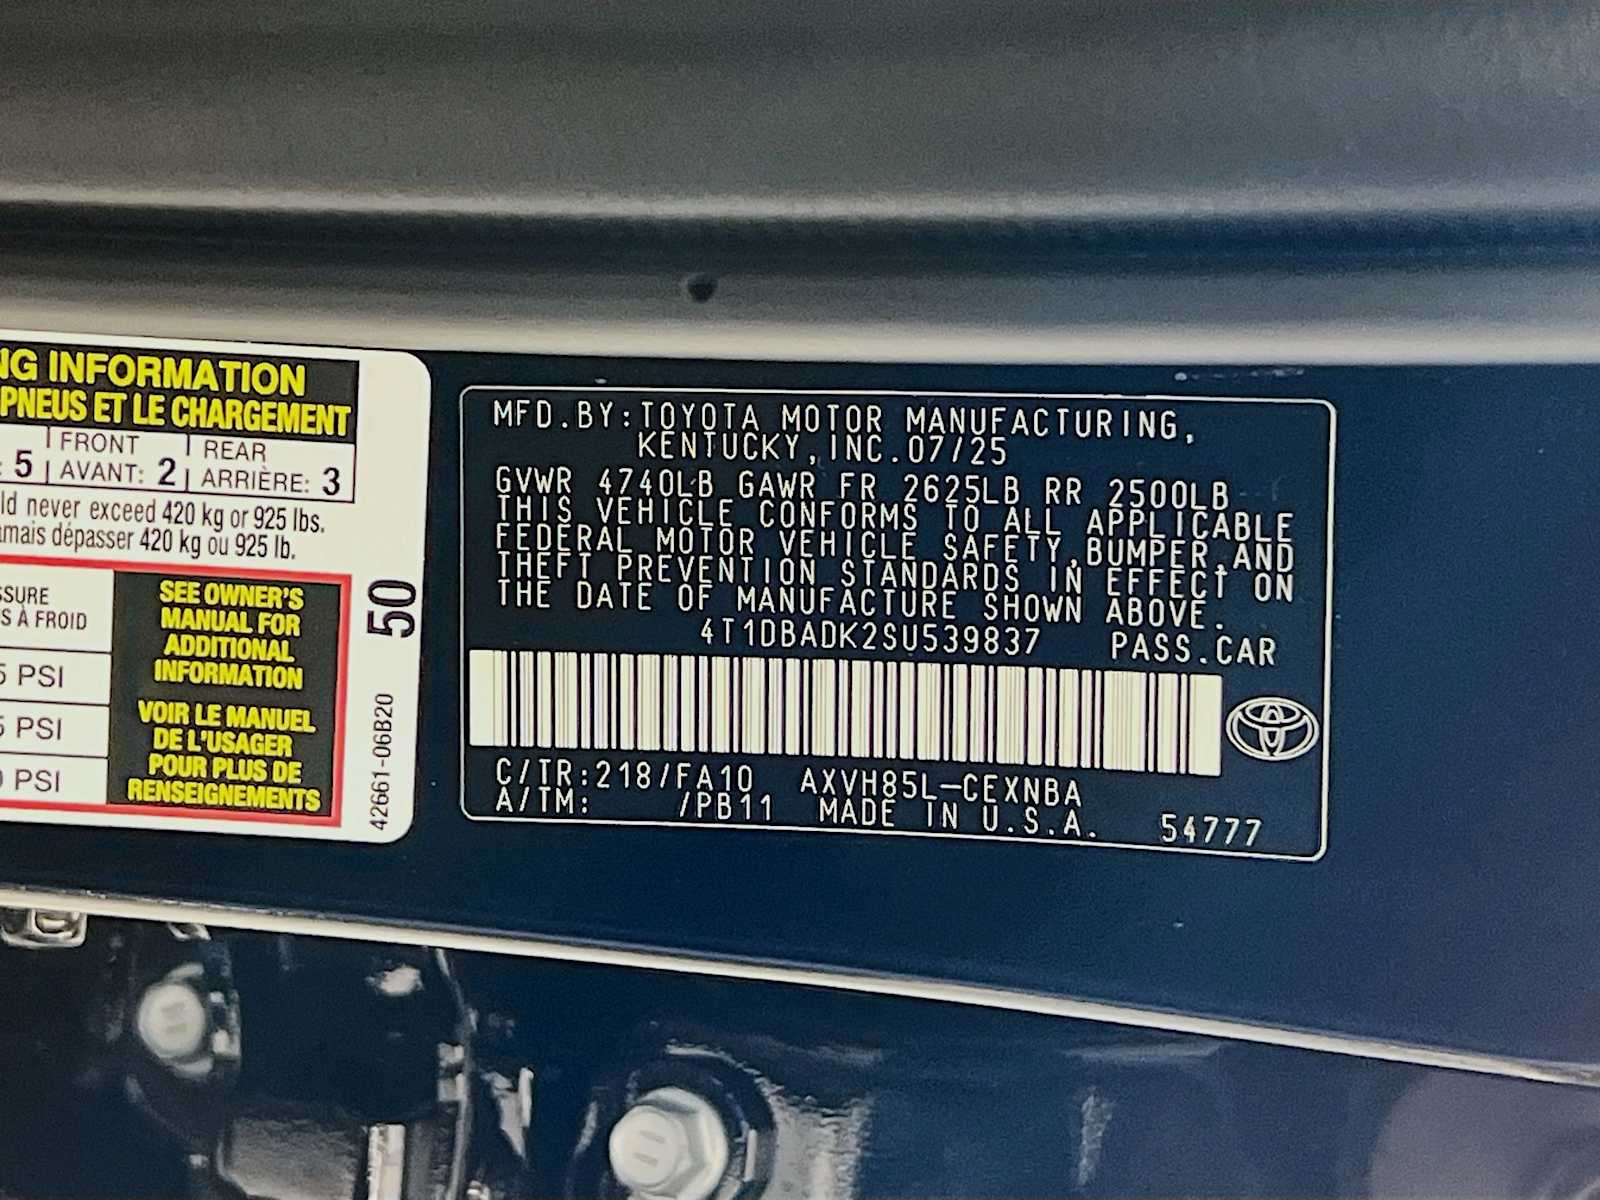 NG INFORMATION
PNEUS ET LE CHARGEMENT
: 5 FRONT AVANT: 2 REAR ARRIÈRE: 3
ld never exceed 420 kg or 925 lbs.
amais dépasser 420 kg ou 925 lb.
SSURE
S À FROID
5 PSI
5 PSI
0 PSI
SEE OWNER'S
MANUAL FOR
ADDITIONAL
INFORMATION
VOIR LE MANUEL
DE L'USAGER
POUR PLUS DE
RENSEIGNEMENTS
50
42661-06B20
MFD.BY:TOYOTA MOTOR MANUFACTURING,
KENTUCKY,INC.07/25
GVWR 4740LB GAWR FR 2625LB RR 2500LB
THIS VEHICLE CONFORMS TO ALL APPLICABLE
FEDERAL MOTOR VEHICLE SAFETY,BUMPER,AND
THEFT PREVENTION STANDARDS IN EFFECT ON
THE DATE OF MANUFACTURE SHOWN ABOVE.
4T1DBADK2SU539837 PASS.CAR
C/TR:218/FA10 AXVH85L-CEXNBA
A/TM: /PB11 MADE IN U.S.A. 54777